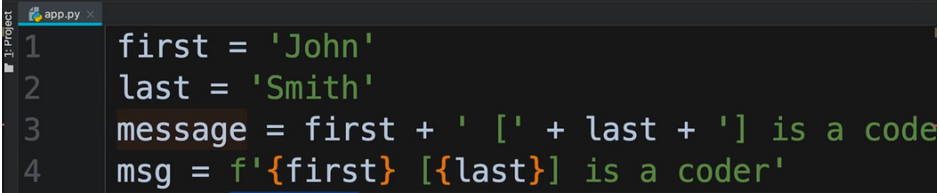 app.py
1: Project
1 first = 'John'
2 last = 'Smith'
3 message = first + ' [' + last + '] is a code
4 msg = f'{first} [{last}] is a coder'